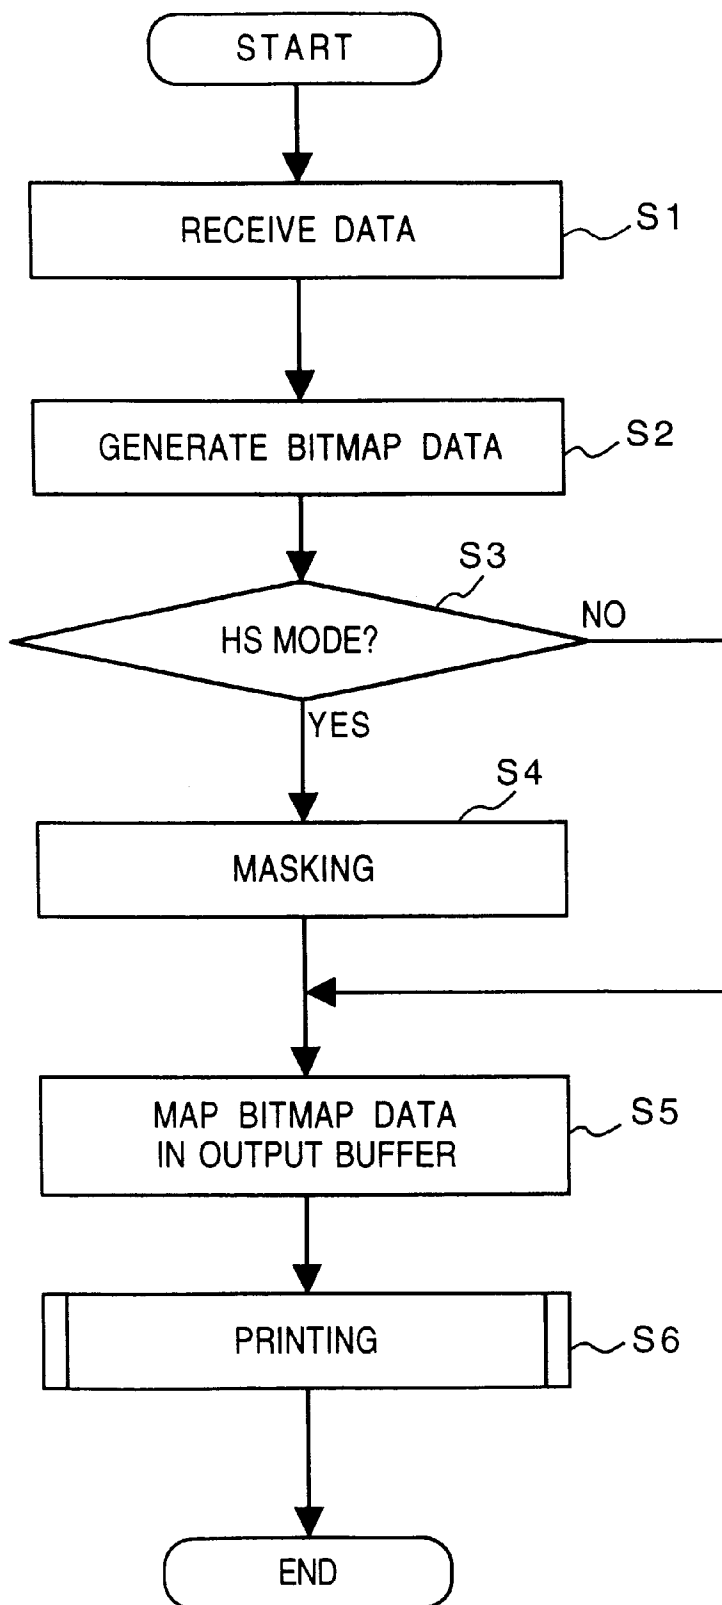 START
RECEIVE DATA
S1
GENERATE BITMAP DATA
S2
S3
HS MODE?
NO
YES
S4
MASKING
MAP BITMAP DATA
IN OUTPUT BUFFER
S5
PRINTING
S6
END